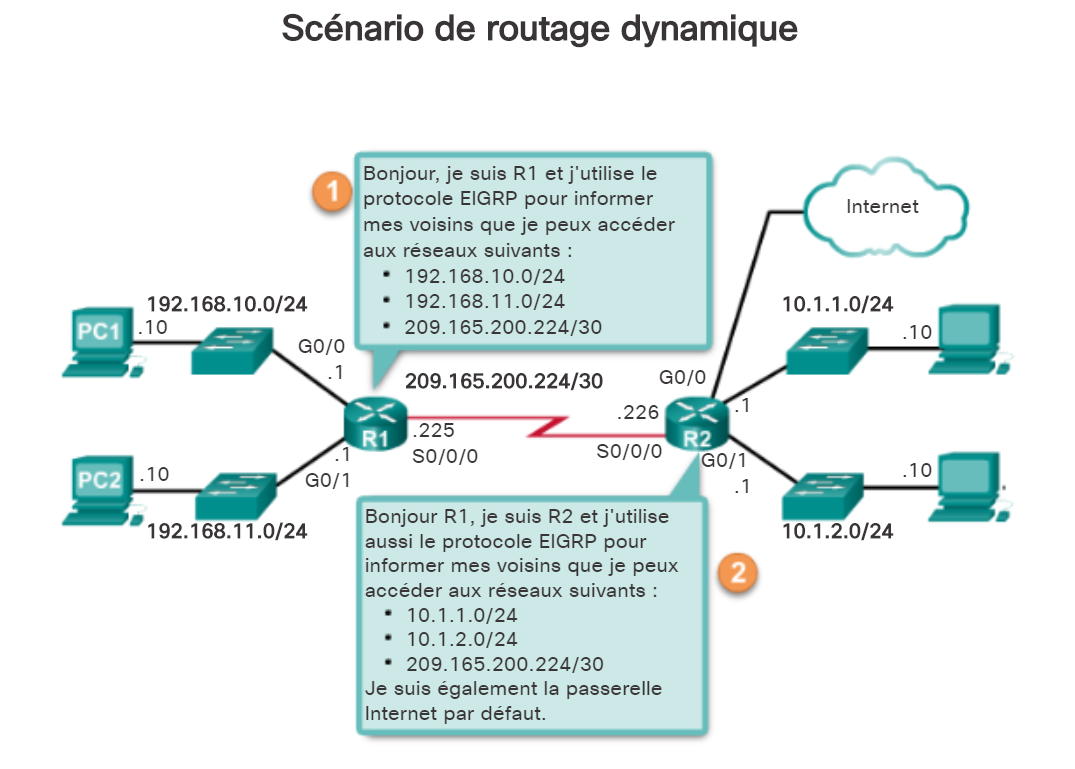 Scénario de routage dynamique
1
Bonjour, je suis R1 et j'utilise le
protocole EIGRP pour informer
mes voisins que je peux accéder
aux réseaux suivants :
• 192.168.10.0/24
• 192.168.11.0/24
• 209.165.200.224/30
Internet
192.168.10.0/24
PC1
.10
G0/0
.1
209.165.200.224/30
G0/0
10.1.1.0/24
.10
R1
.225
S0/0/0
.226
S0/0/0
R2
.1
.1
G0/1
G0/1
.1
PC2
.10
192.168.11.0/24
.10
10.1.2.0/24
Bonjour R1, je suis R2 et j'utilise
aussi le protocole EIGRP pour
informer mes voisins que je peux
accéder aux réseaux suivants :
• 10.1.1.0/24
• 10.1.2.0/24
• 209.165.200.224/30
Je suis également la passerelle
Internet par défaut.
2